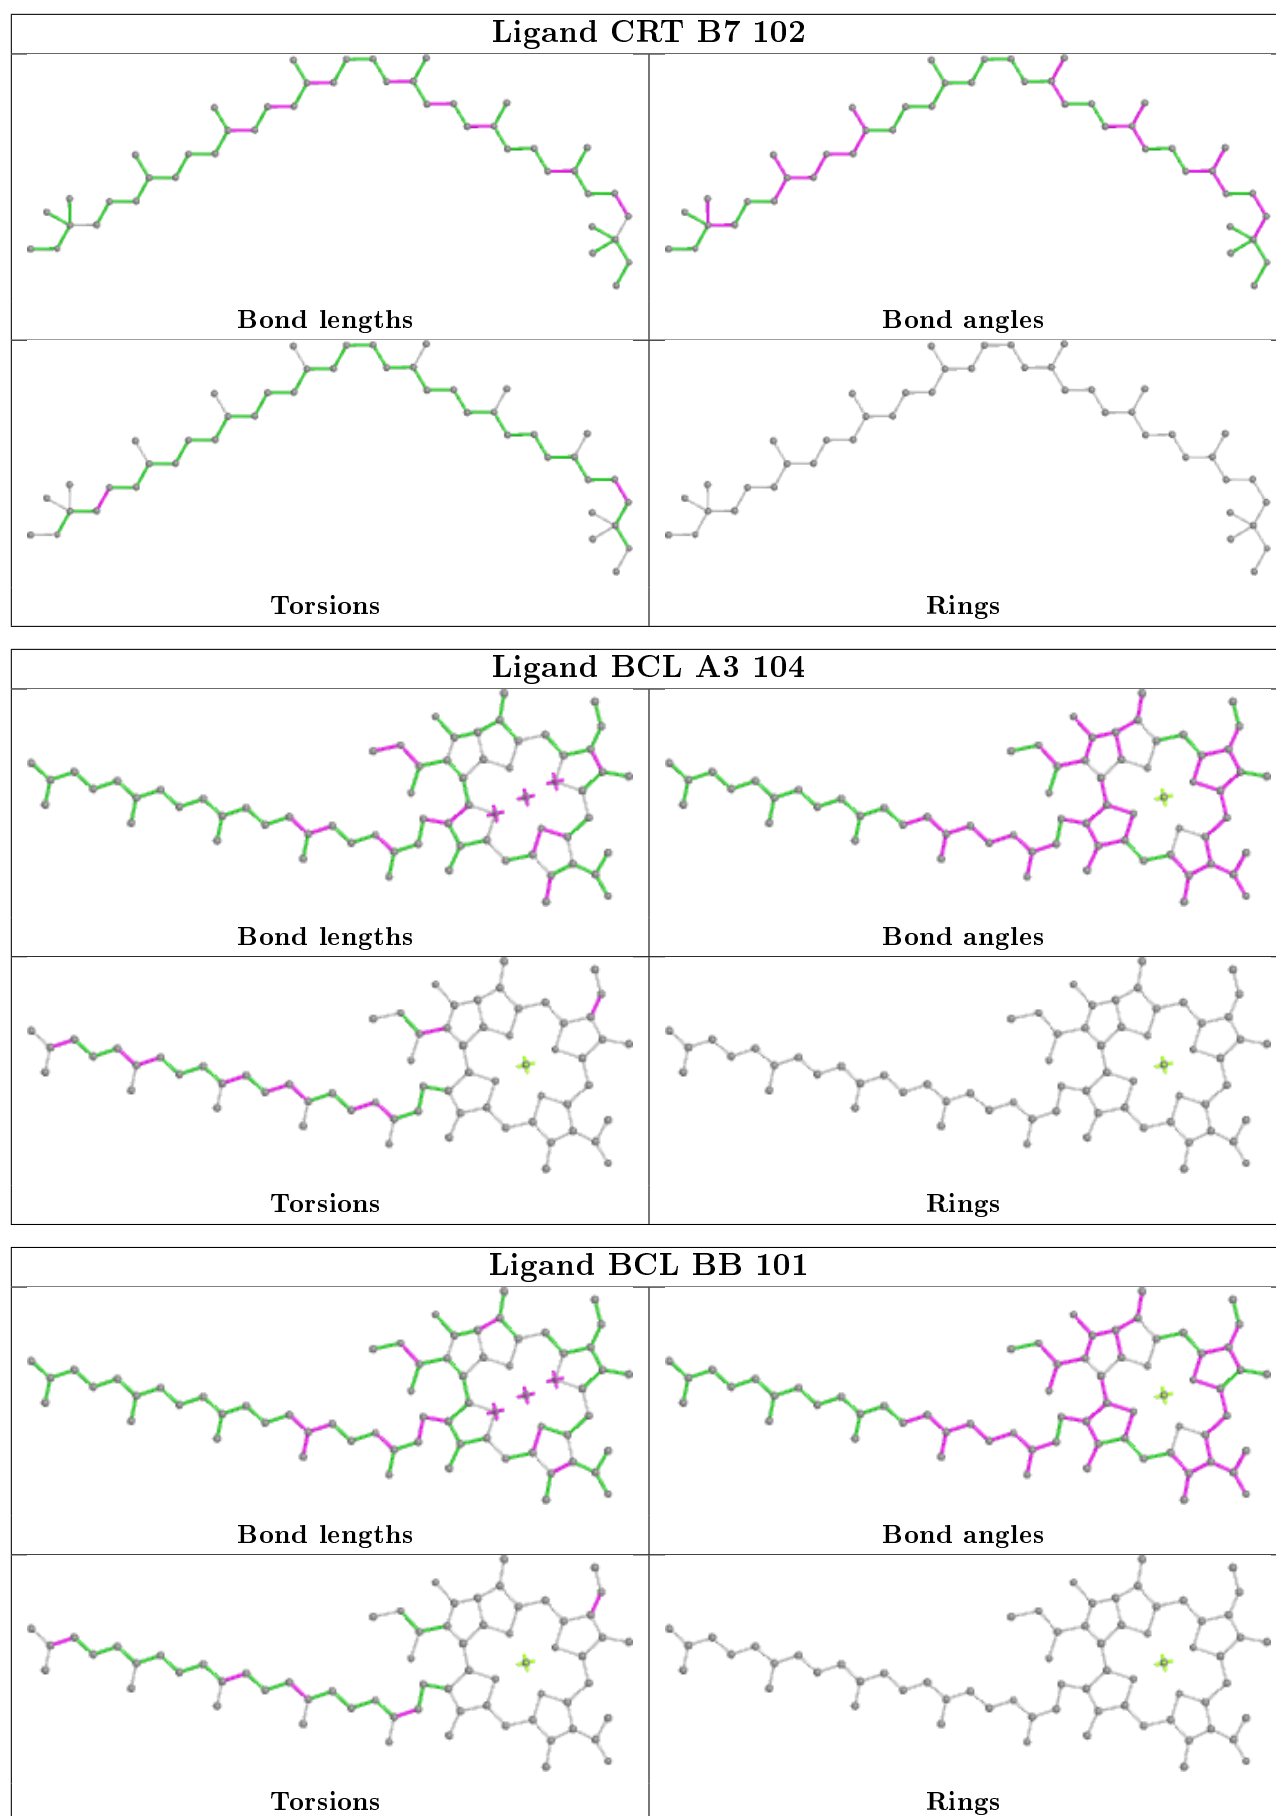 Ligand CRT B7 102
Bond lengths
Bond angles
Torsions
Rings
Ligand BCL A3 104
Bond lengths
Bond angles
Torsions
Rings
Ligand BCL BB 101
Bond lengths
Bond angles
Torsions
Rings